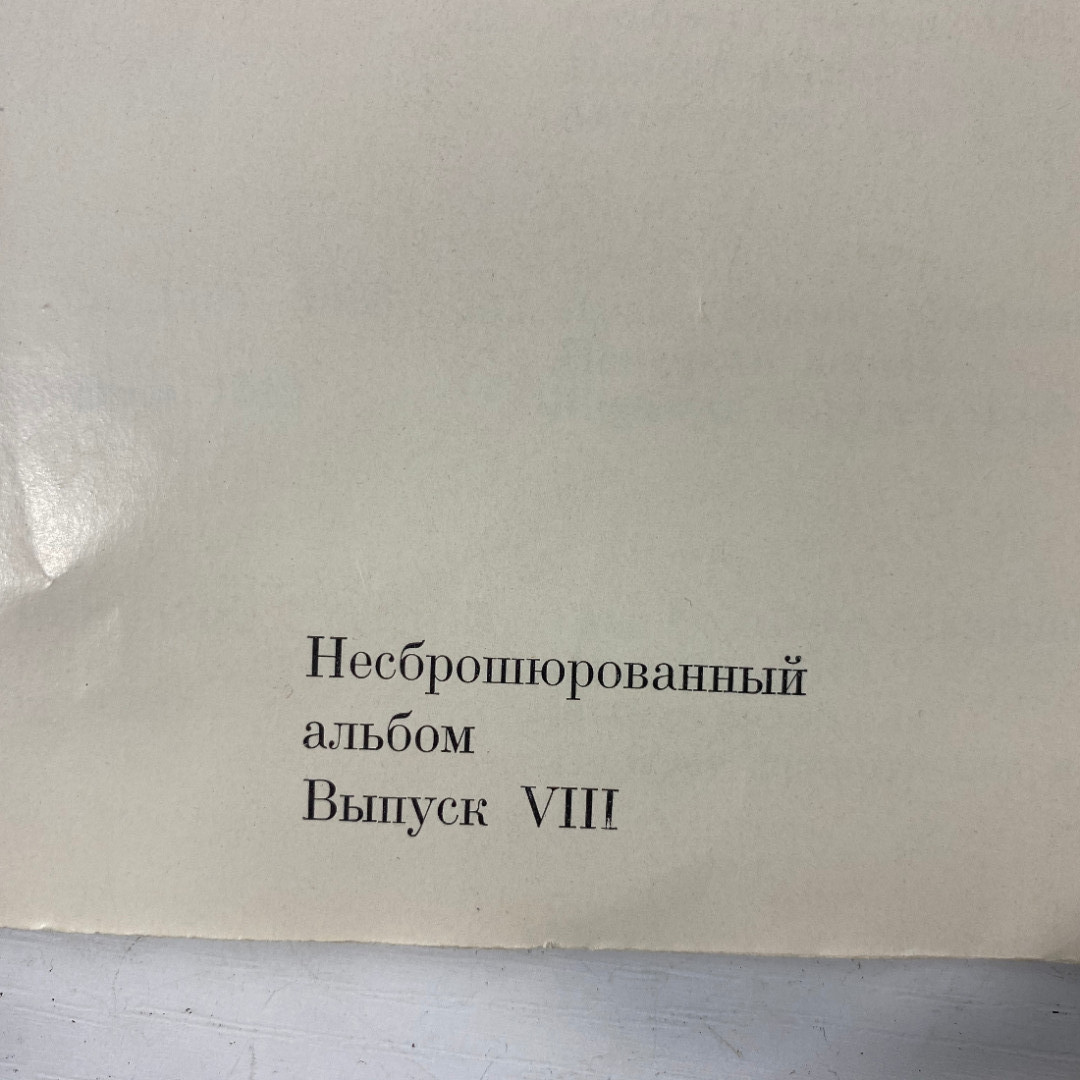 Несброшюрованный
альбом
Выпуск VIII